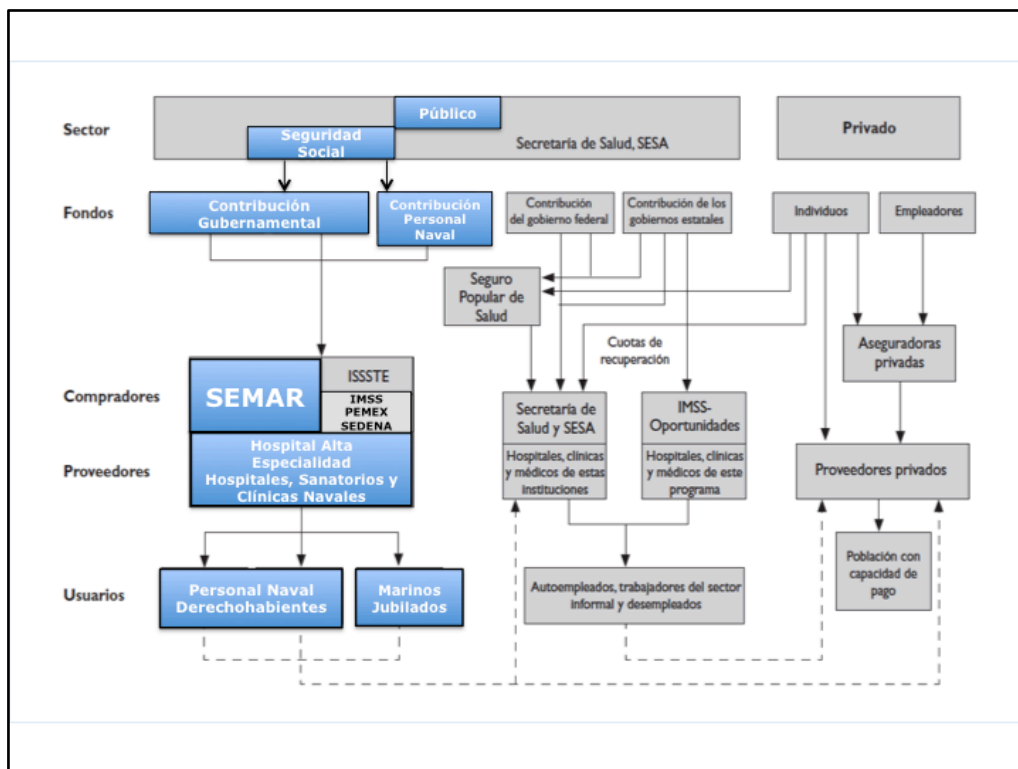 Sector
Público
Seguridad
Social
Secretaría de Salud, SESA
Privado
Fondos
Contribución
Gubernamental
Contribución
Personal
Naval
Contribución
del gobierno federal
Contribución de los
gobiernos estatales
Individuos
Empleadores
Seguro
Popular de
Salud
Cuotas de
recuperación
Aseguradoras
privadas
Compradores
SEMAR
ISSSTE
IMSS
PEMEX
SEDENA
Secretaría de
Salud y SESA
IMSS-
Oportunidades
Proveedores
Hospital Alta
Especialidad
Hospitales, Sanatorios y
Clínicas Navales
Hospitales, clínicas
y médicos de estas
instituciones
Hospitales, clínicas
y médicos de este
programa
Proveedores privados
Usuarios
Personal Naval
Derechohabientes
Marinos
Jubilados
Autoempleados, trabajadores del sector
informal y desempleados
Población con
capacidad de
pago